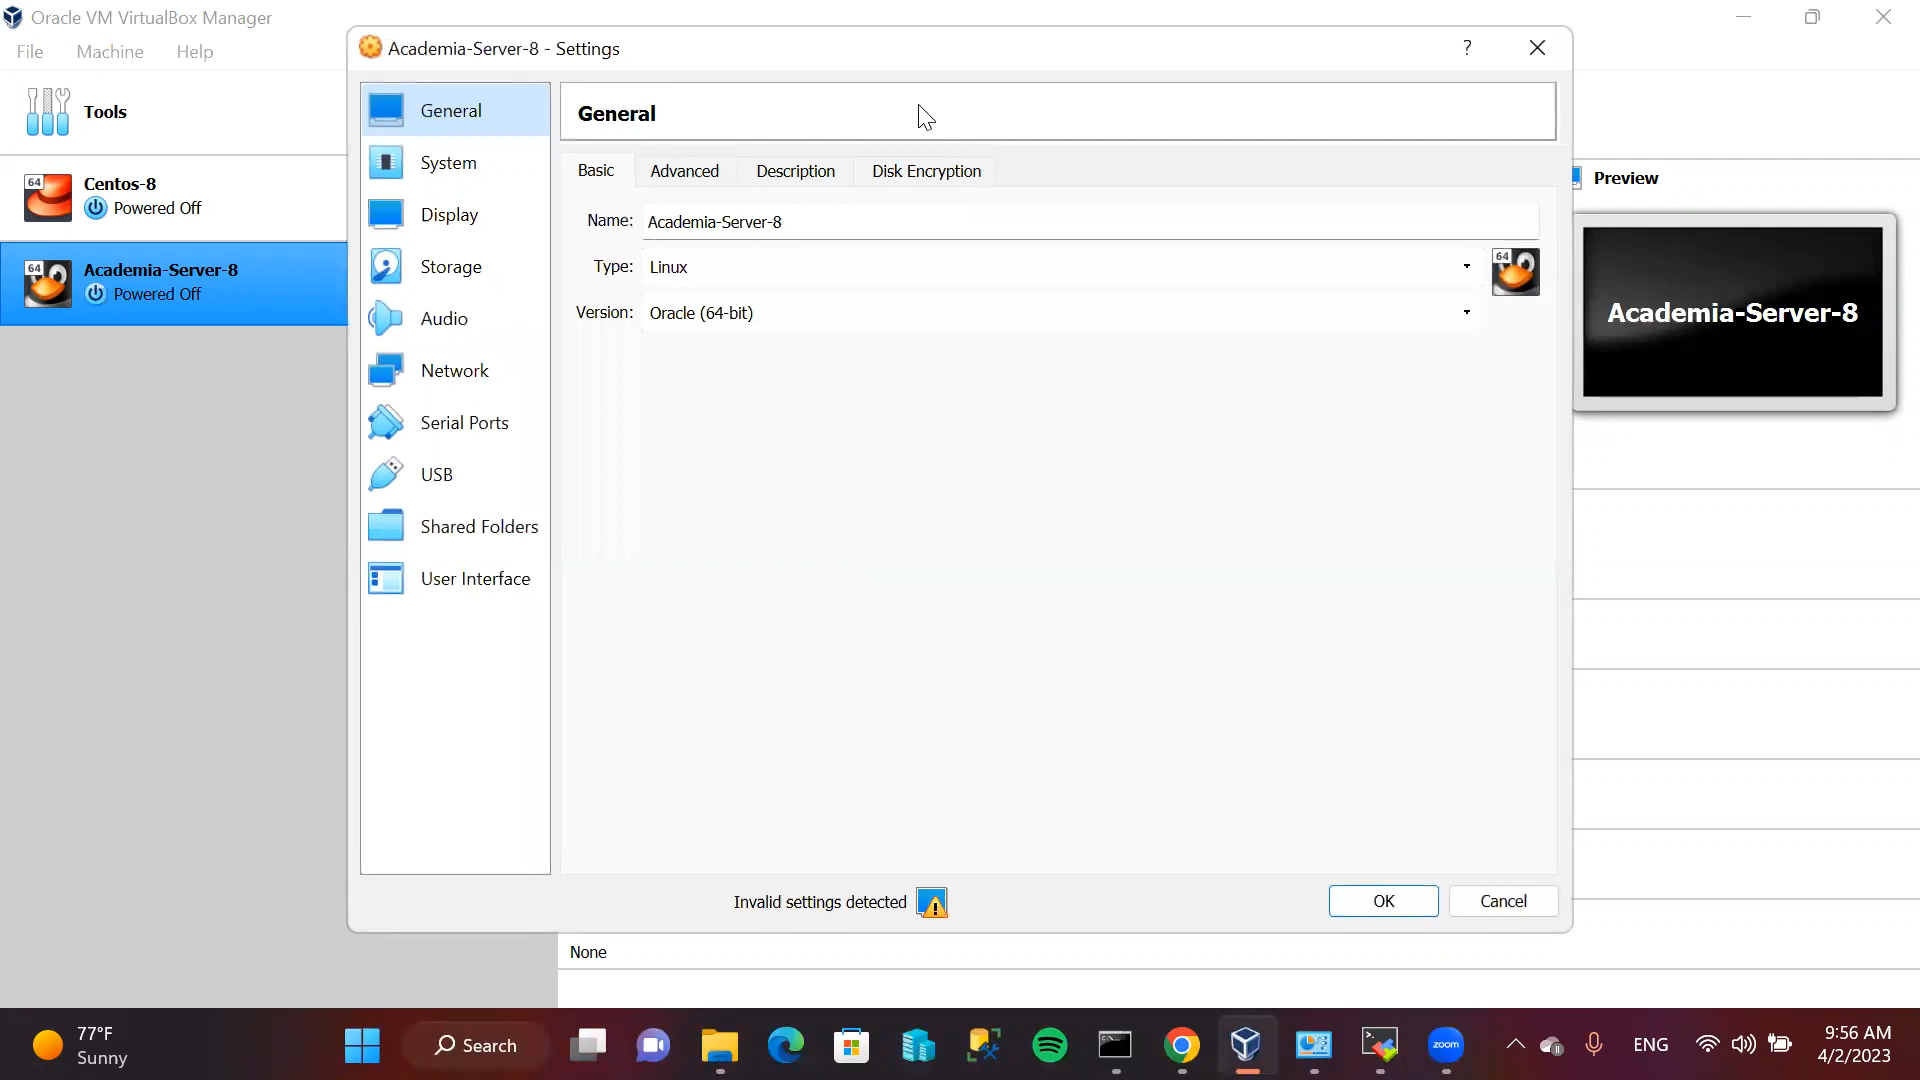 Oracle VM VirtualBox Manager
File Machine Help
Tools
64
Centos-8
Powered Off
64
Academia-Server-8
Powered Off
Academia-Server-8 - Settings
?
General
System
Display
Storage
Audio
Network
Serial Ports
USB
Shared Folders
User Interface
General
Basic Advanced Description Disk Encryption
Name: Academia-Server-8
Type: Linux
64
Version: Oracle (64-bit)
Invalid settings detected
OK Cancel
Preview
Academia-Server-8
None
77°F
Sunny
Search
zoom
ENG
9:56 AM
4/2/2023